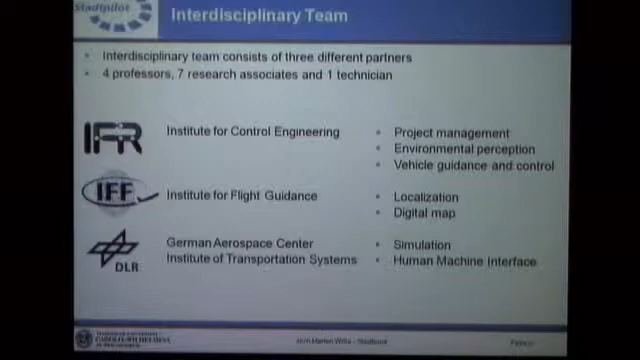 Stadtpilot
Interdisciplinary Team
Interdisciplinary team consists of three different partners
4 professors, 7 research associates and 1 technician
IFR
Institute for Control Engineering
Project management
Environmental perception
Vehicle guidance and control
IFF
Institute for Flight Guidance
Localization
Digital map
DLR
German Aerospace Center
Institute of Transportation Systems
Simulation
Human Machine Interface
Stadtpilot